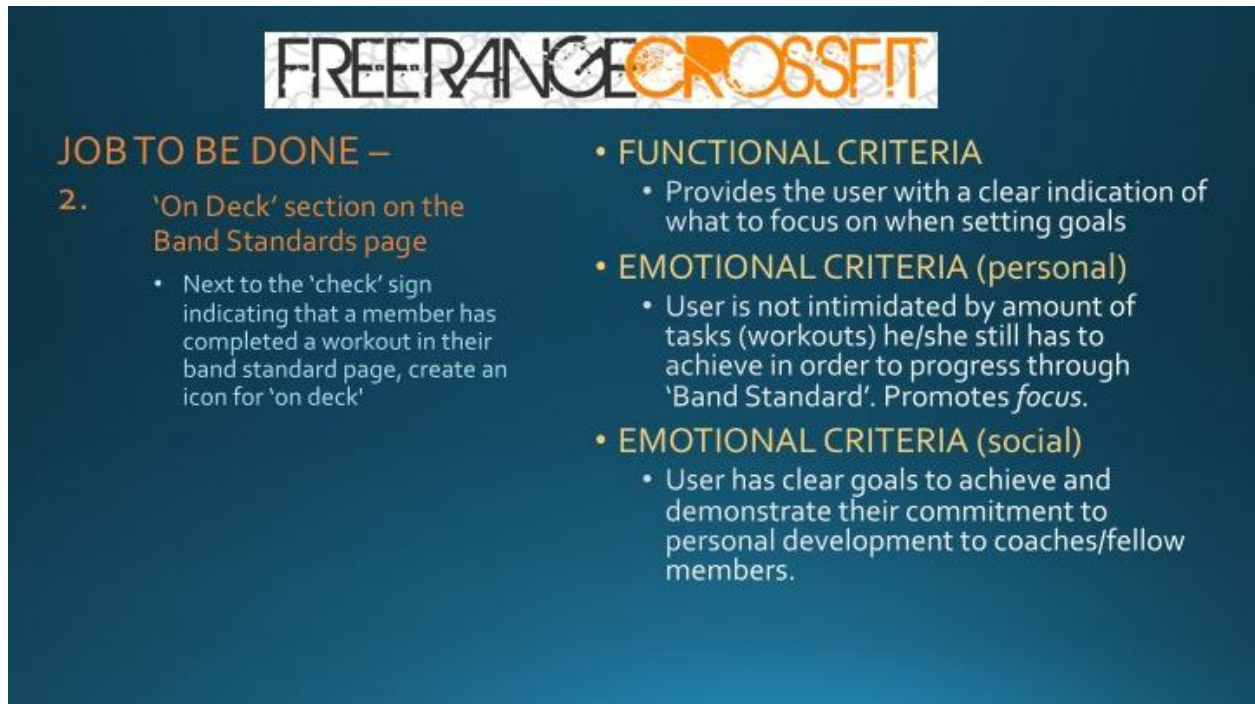 FREERANGECROSSFIT
JOB TO BE DONE –
2. 'On Deck' section on the
Band Standards page
• Next to the 'check' sign
indicating that a member has
completed a workout in their
band standard page, create an
icon for 'on deck'
• FUNCTIONAL CRITERIA
• Provides the user with a clear indication of
what to focus on when setting goals
• EMOTIONAL CRITERIA (personal)
• User is not intimidated by amount of
tasks (workouts) he/she still has to
achieve in order to progress through
'Band Standard'. Promotes focus.
• EMOTIONAL CRITERIA (social)
• User has clear goals to achieve and
demonstrate their commitment to
personal development to coaches/fellow
members.